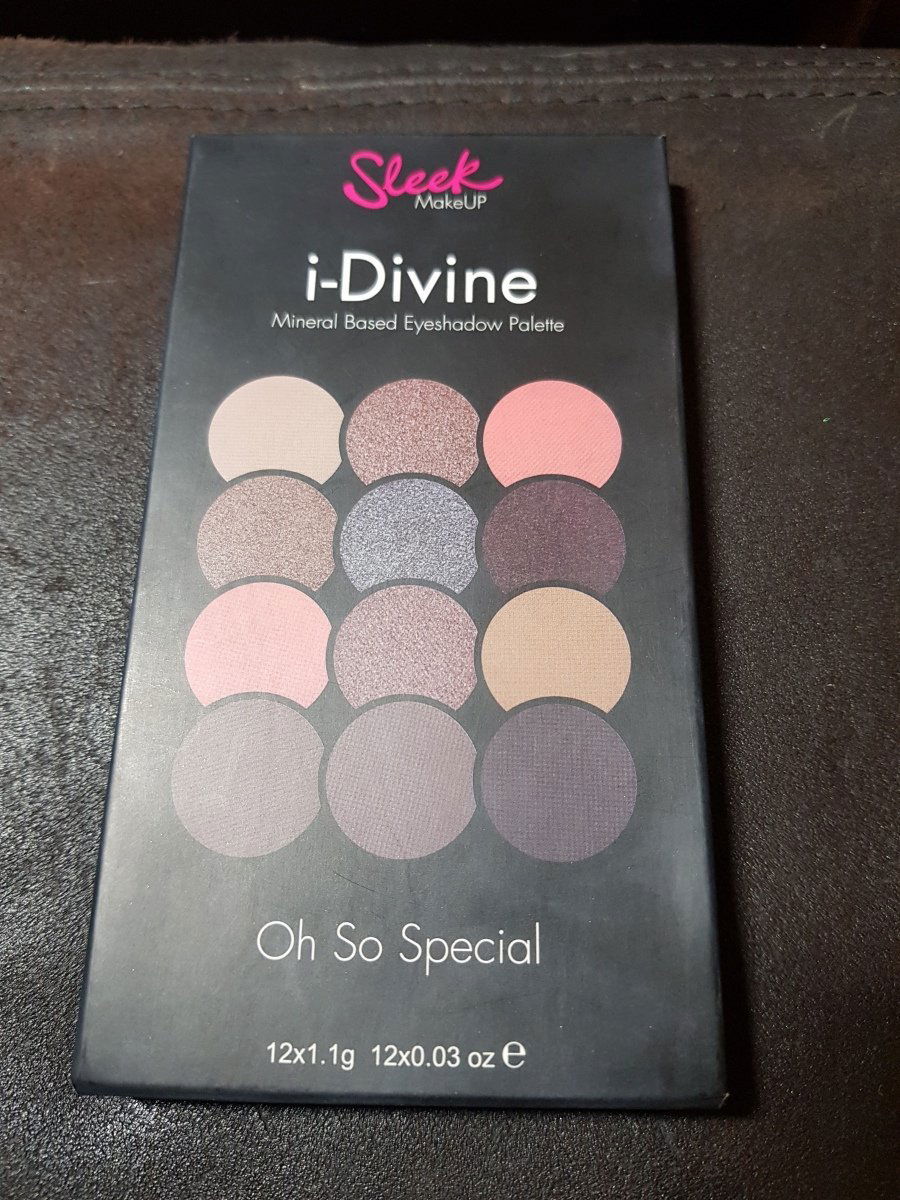 Sleek
MakeUP
i-Divine
Mineral Based Eyeshadow Palette
Oh So Special
12x1.1g 12x0.03 oz ℮